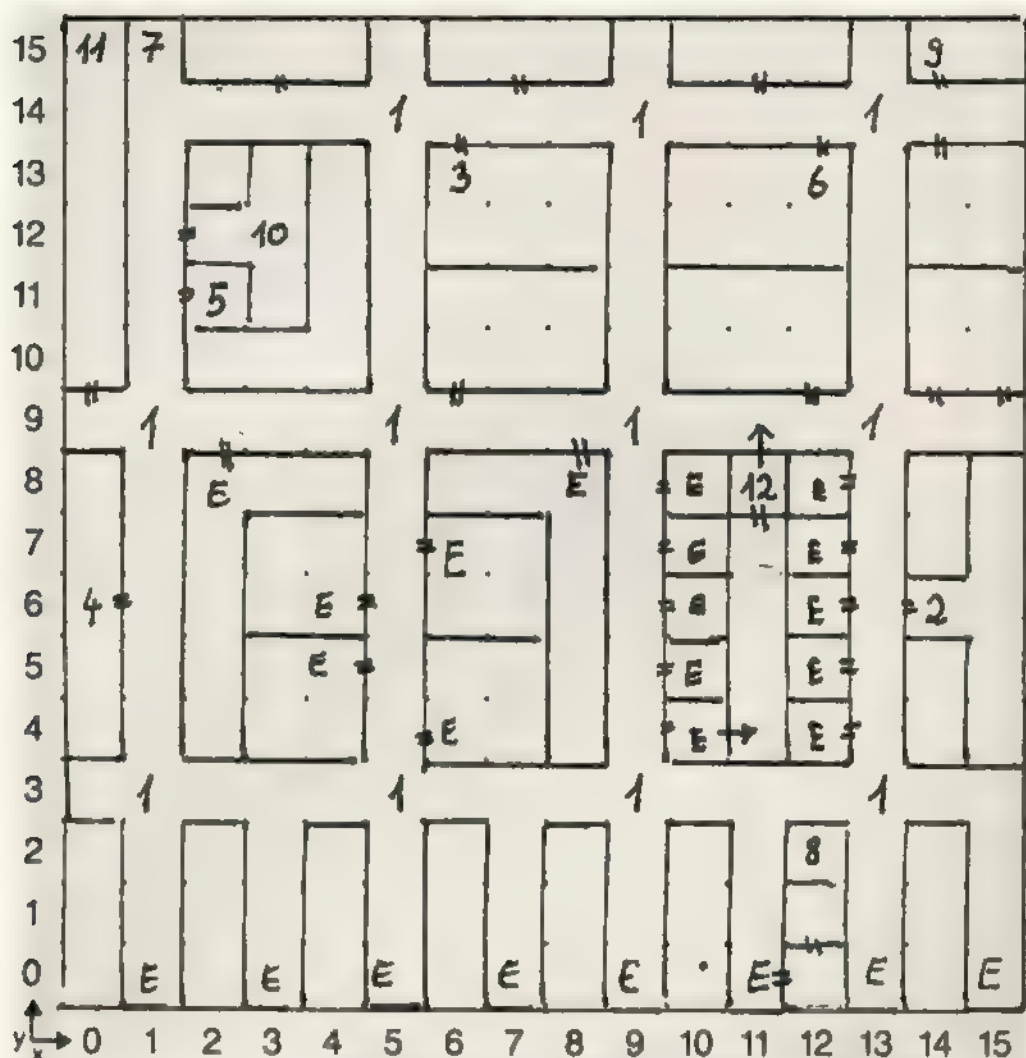 15 11 7 9
14 1 1 1
13 3 6
12 10
11 5
10
9 1 1 1 1
8 E E E 12 E
7 E E E
6 4 E E E 2
5 E E E
4 E E E
3 1 1 1 1
2 8
1
0 E E E E E E E E
y x 0 1 2 3 4 5 6 7 8 9 10 11 12 13 14 15